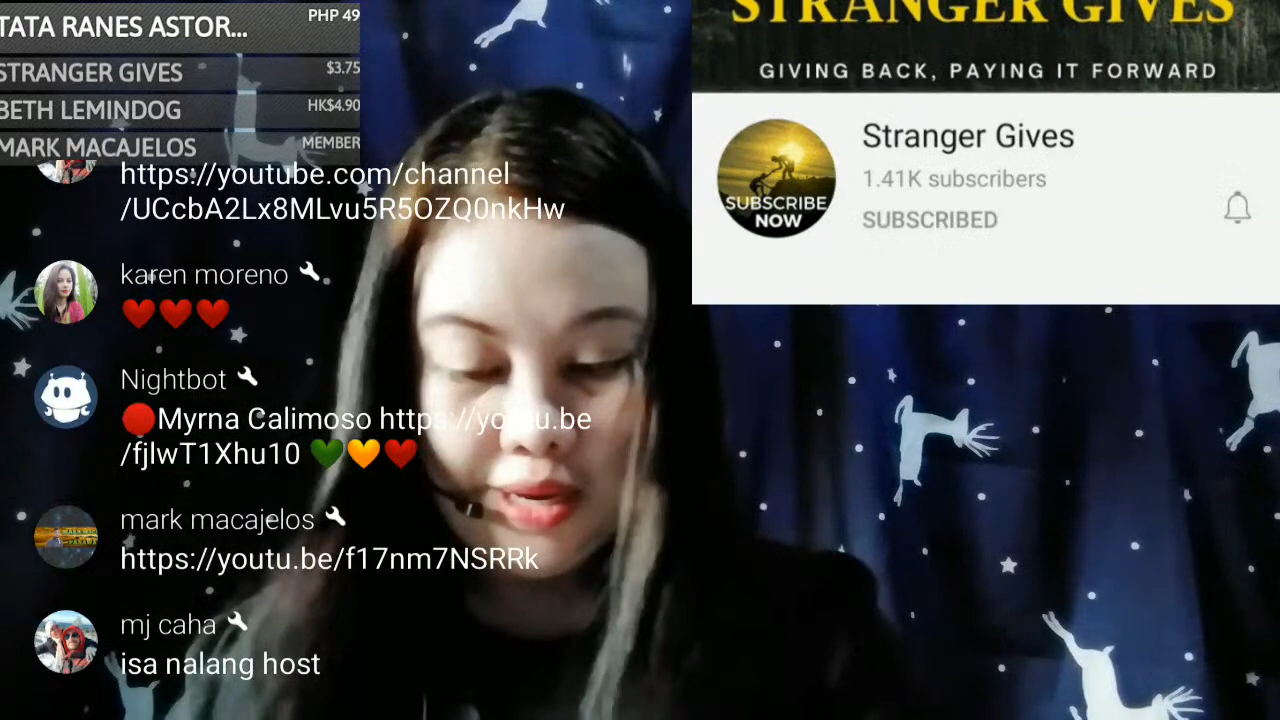 TATA RANES ASTOR... PHP 49
STRANGER GIVES $3.75
BETH LEMINDOG HK$4.90
MARK MACAJELOS MEMBER
https://youtube.com/channel
/UCcbA2Lx8MLvu5R5OZQ0nkHw
karen moreno
Nightbot
Myrna Calimoso https://youtu.be
/fjlwT1Xhu10
mark macajelos
https://youtu.be/f17nm7NSRRk
mj caha
isa nalang host
STRANGER GIVES
GIVING BACK, PAYING IT FORWARD
SUBSCRIBE
NOW
Stranger Gives
1.41K subscribers
SUBSCRIBED